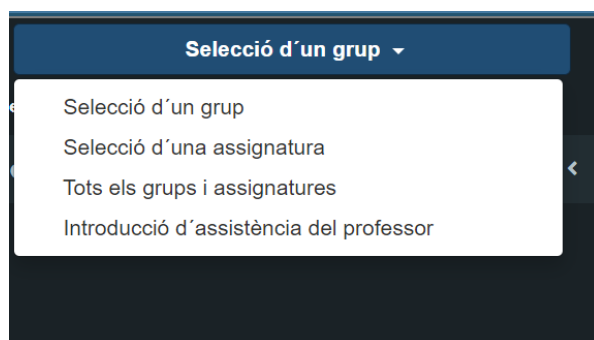 Selecció d´un grup
Selecció d´un grup
Selecció d´una assignatura
Tots els grups i assignatures
Introducció d´assistència del professor